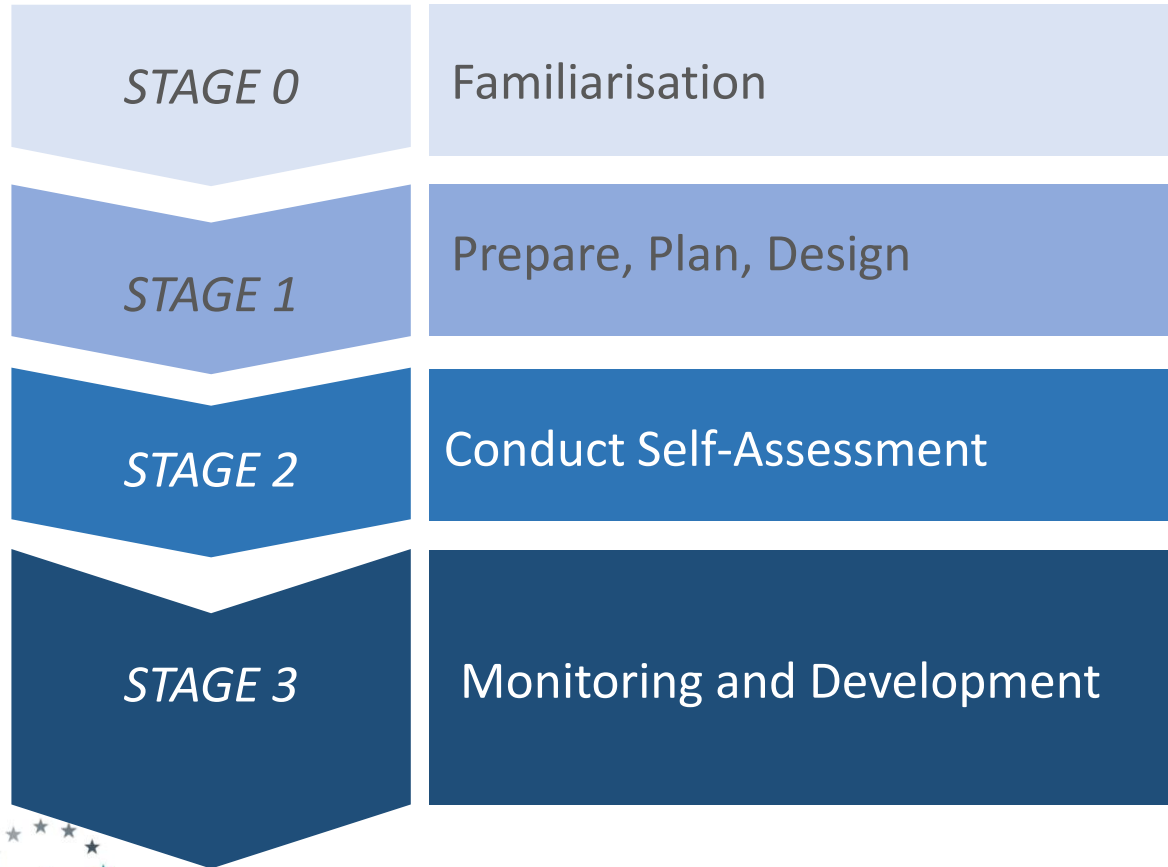 STAGE 0
Familiarisation
STAGE 1
Prepare, Plan, Design
STAGE 2
Conduct Self-Assessment
STAGE 3
Monitoring and Development